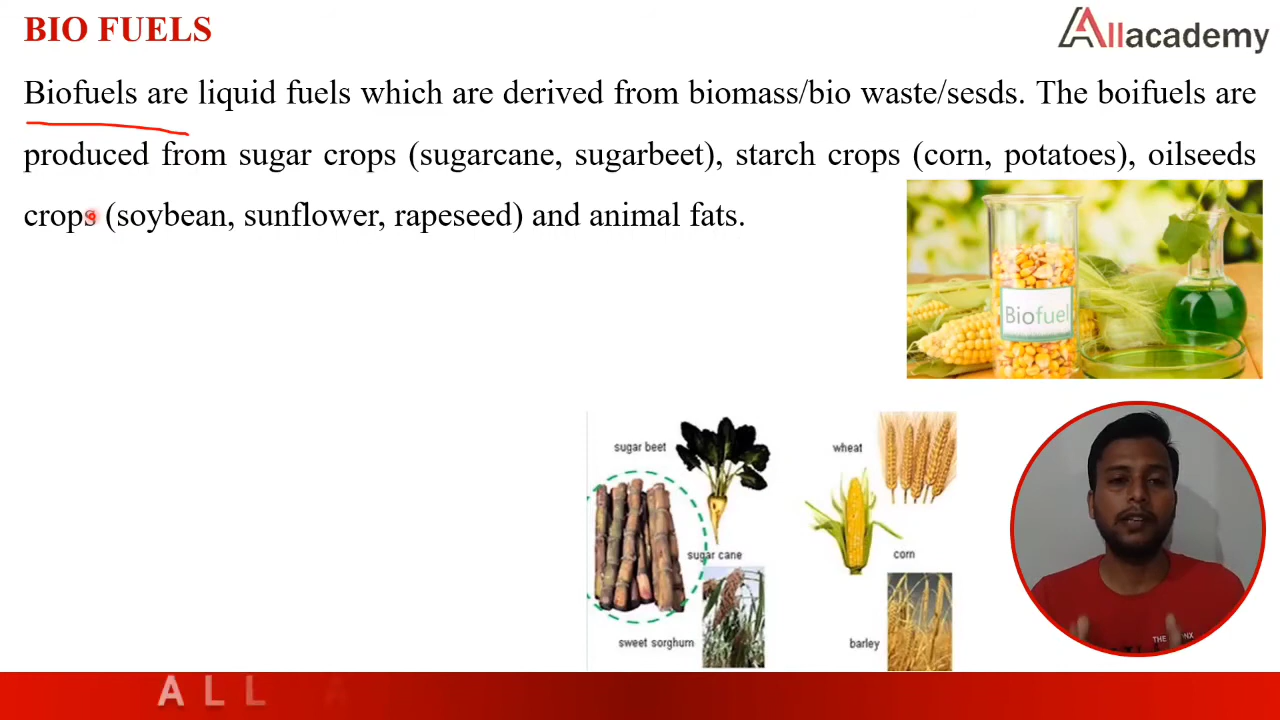 BIO FUELS
Allacademy
Biofuels are liquid fuels which are derived from biomass/bio waste/sesds. The boifuels are
produced from sugar crops (sugarcane, sugarbeet), starch crops (corn, potatoes), oilseeds
crops (soybean, sunflower, rapeseed) and animal fats.
Biofuel
sugar beet
wheat
sugar cane
corn
sweet sorghum
barley
THE
ALL A